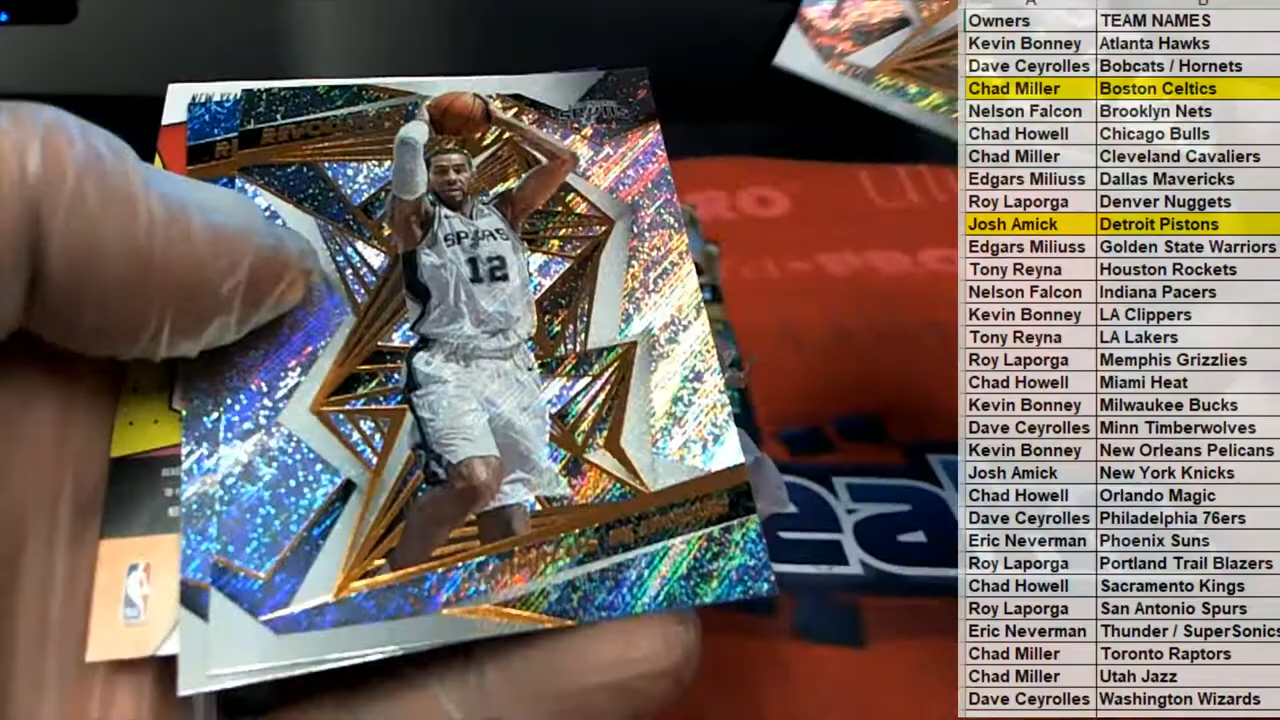 NEW YEA
SPURS
SPURS
12
PRO
Owners TEAM NAMES
Kevin Bonney Atlanta Hawks
Dave Ceyrolles Bobcats / Hornets
Chad Miller Boston Celtics
Nelson Falcon Brooklyn Nets
Chad Howell Chicago Bulls
Chad Miller Cleveland Cavaliers
Edgars Miliuss Dallas Mavericks
Roy Laporga Denver Nuggets
Josh Amick Detroit Pistons
Edgars Miliuss Golden State Warriors
Tony Reyna Houston Rockets
Nelson Falcon Indiana Pacers
Kevin Bonney LA Clippers
Tony Reyna LA Lakers
Roy Laporga Memphis Grizzlies
Chad Howell Miami Heat
Kevin Bonney Milwaukee Bucks
Dave Ceyrolles Minn Timberwolves
Kevin Bonney New Orleans Pelicans
Josh Amick New York Knicks
Chad Howell Orlando Magic
Dave Ceyrolles Philadelphia 76ers
Eric Neverman Phoenix Suns
Roy Laporga Portland Trail Blazers
Chad Howell Sacramento Kings
Roy Laporga San Antonio Spurs
Eric Neverman Thunder / SuperSonics
Chad Miller Toronto Raptors
Chad Miller Utah Jazz
Dave Ceyrolles Washington Wizards